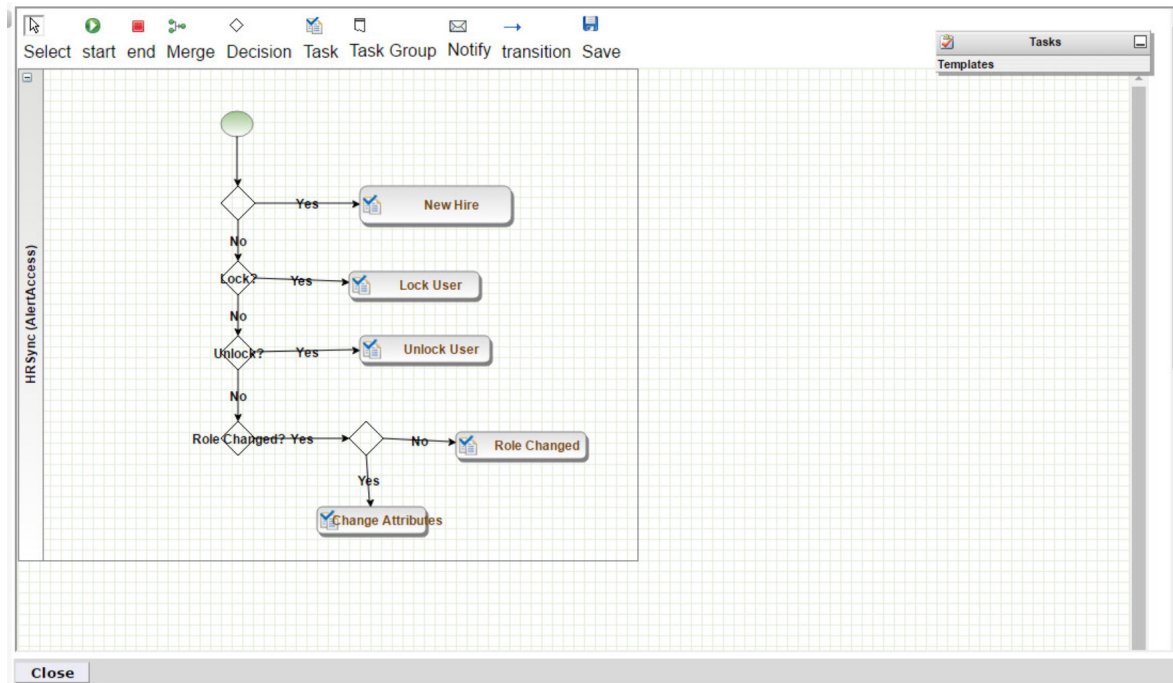 Select start end Merge Decision Task Task Group Notify transition Save
Tasks
Templates
HRSync (AlertAccess)
Yes
New Hire
No
Lock?
Yes
Lock User
No
Unlock?
Yes
Unlock User
No
Role Changed? Yes
No
Role Changed
Yes
Change Attributes
Close